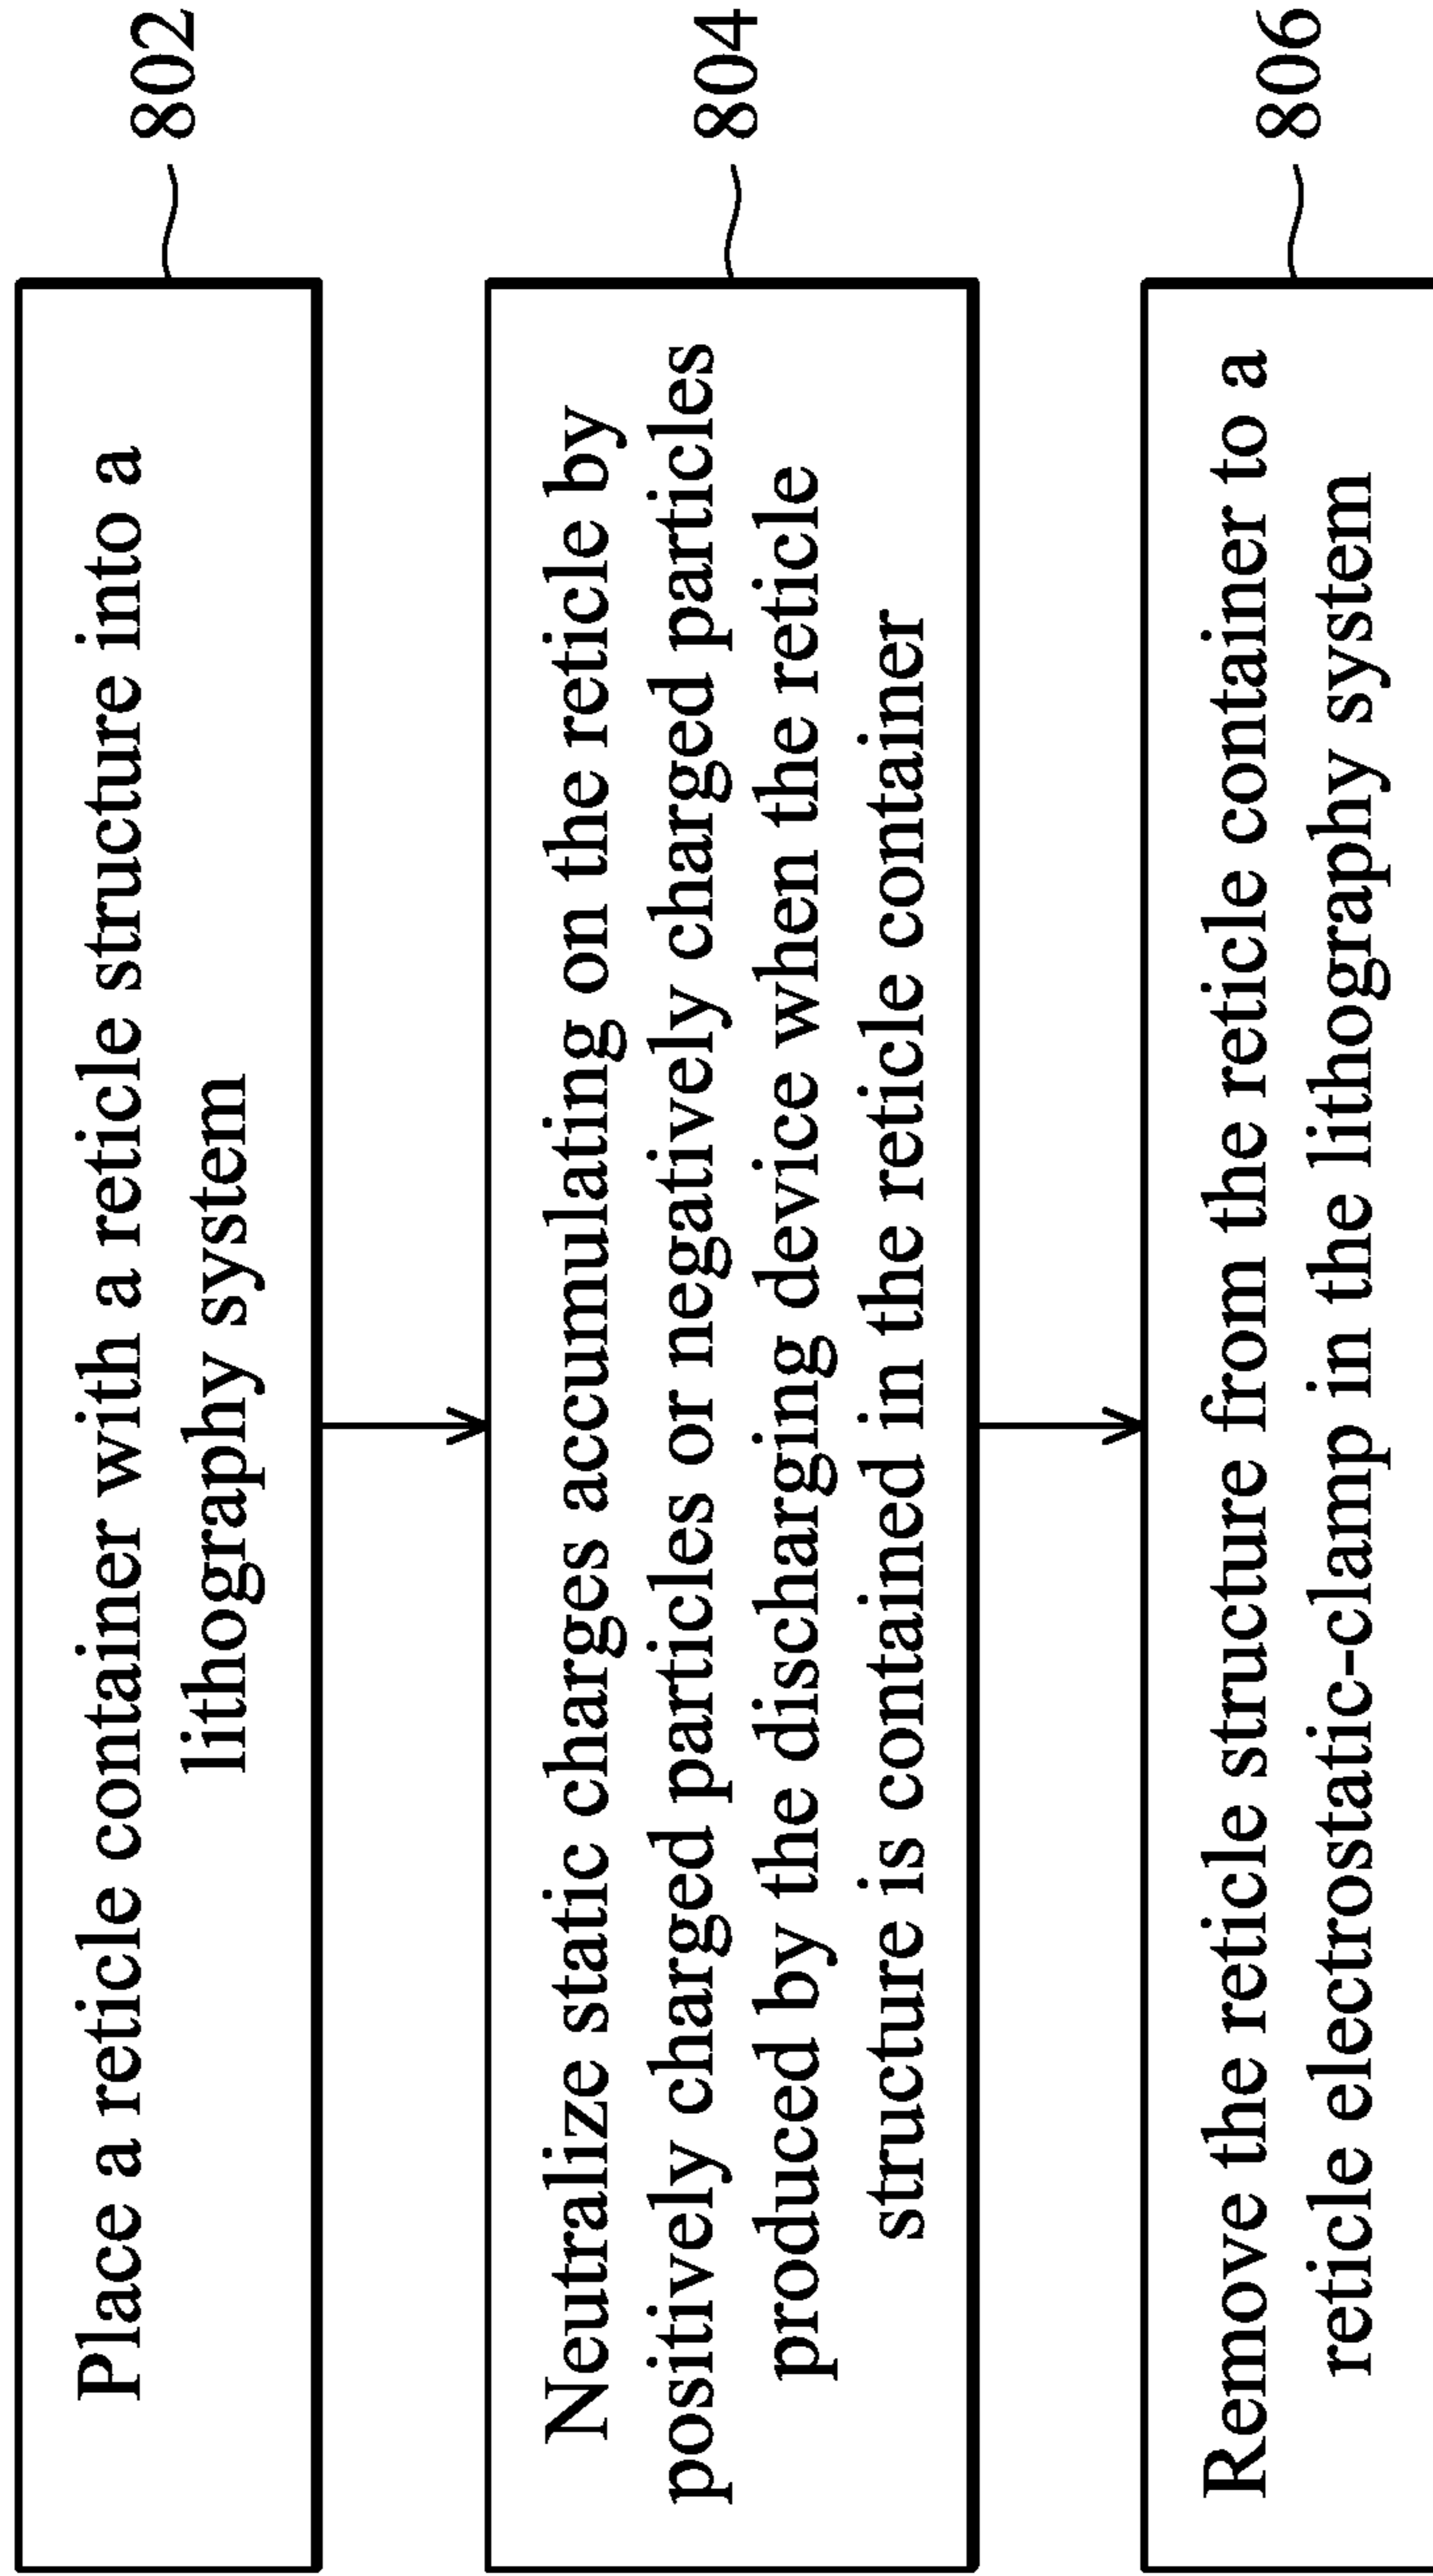 Place a reticle container with a reticle structure into a
lithography system
802
Neutralize static charges accumulating on the reticle by
positively charged particles or negatively charged particles
produced by the discharging device when the reticle
structure is contained in the reticle container
804
Remove the reticle structure from the reticle container to a
reticle electrostatic-clamp in the lithography system
806